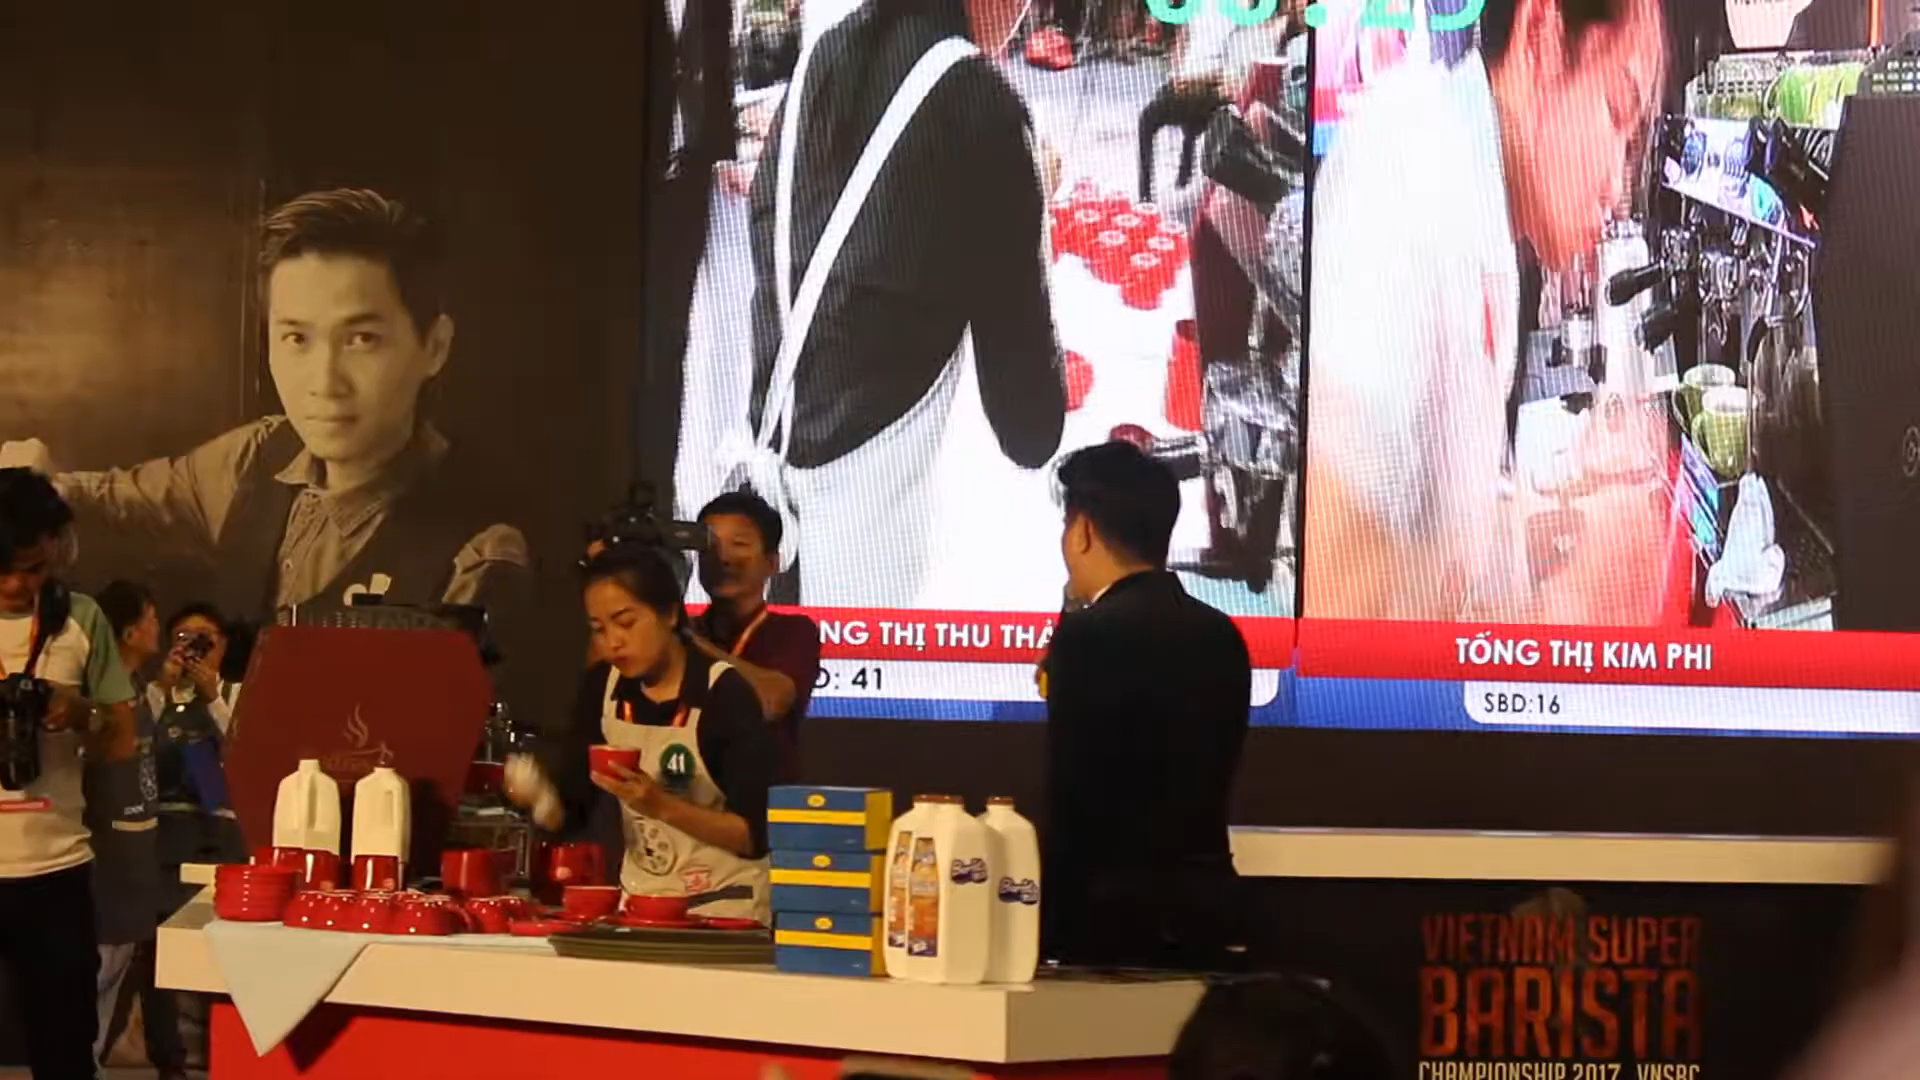 NG THỊ THU THẢ
D: 41
TỐNG THỊ KIM PHI
SBD:16
41
VIETNAM SUPER
BARISTA
CHAMPIONSHIP 2017 VNSBC